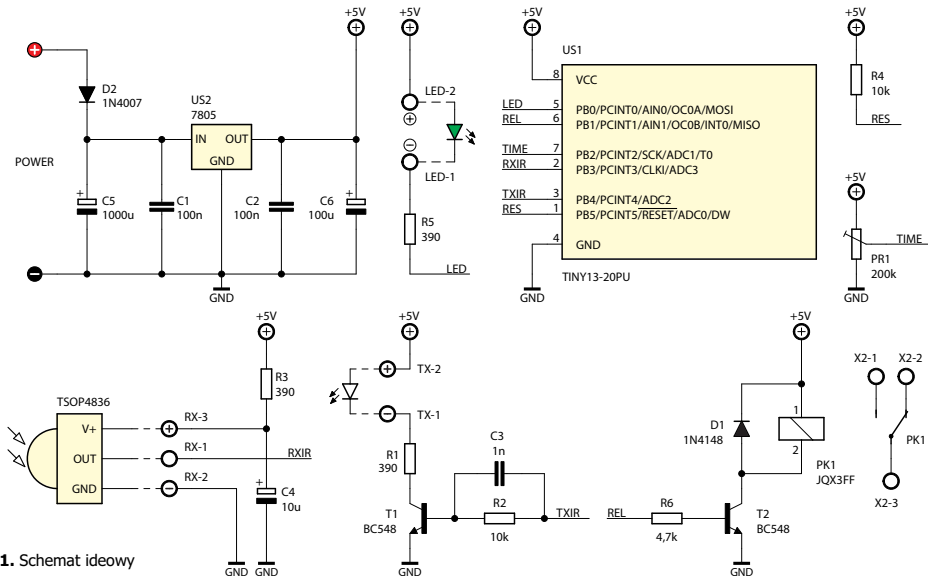 +5V
+5V
+5V
+5V
US1
D2
1N4007
US2
7805
IN
OUT
GND
LED-2
LED-1
8
VCC
R4
10k
RES
LED
5
PB0/PCINT0/AIN0/OC0A/MOSI
REL
6
PB1/PCINT1/AIN1/OC0B/INT0/MISO
TIME
7
PB2/PCINT2/SCK/ADC1/T0
RXIR
2
PB3/PCINT3/CLKI/ADC3
TXIR
3
PB4/PCINT4/ADC2
RES
1
PB5/PCINT5/RESET/ADC0/DW
4
GND
TINY13-20PU
GND
POWER
+
C5
1000u
C1
100n
C2
100n
+
C6
100u
GND
R5
390
LED
+5V
TIME
PR1
200k
GND
+5V
R3
390
TSOP4836
V+
OUT
GND
RX-3
RX-1
RXIR
RX-2
+
C4
10u
GND
GND
+5V
TX-2
TX-1
R1
390
C3
1n
R2
10k
TXIR
T1
BC548
GND
+5V
D1
1N4148
1
2
PK1
JQX3FF
REL
R6
4,7k
T2
BC548
GND
X2-1
X2-2
PK1
X2-3
1. Schemat ideowy